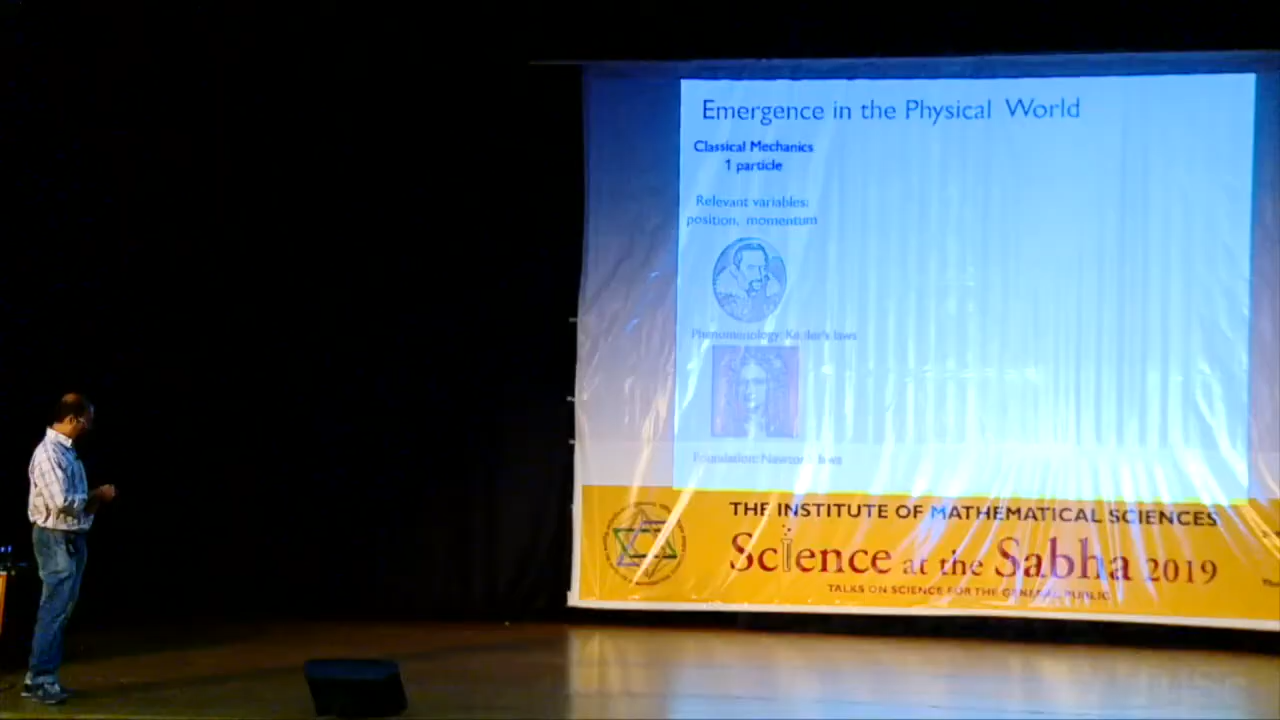 Emergence in the Physical World
Classical Mechanics
1 particle
Relevant variables:
position, momentum
Phenomenology: Kepler's laws
Foundation: Newton's laws
THE INSTITUTE OF MATHEMATICAL SCIENCES
Science at the Sabha 2019
TALKS ON SCIENCE FOR THE GENERAL PUBLIC